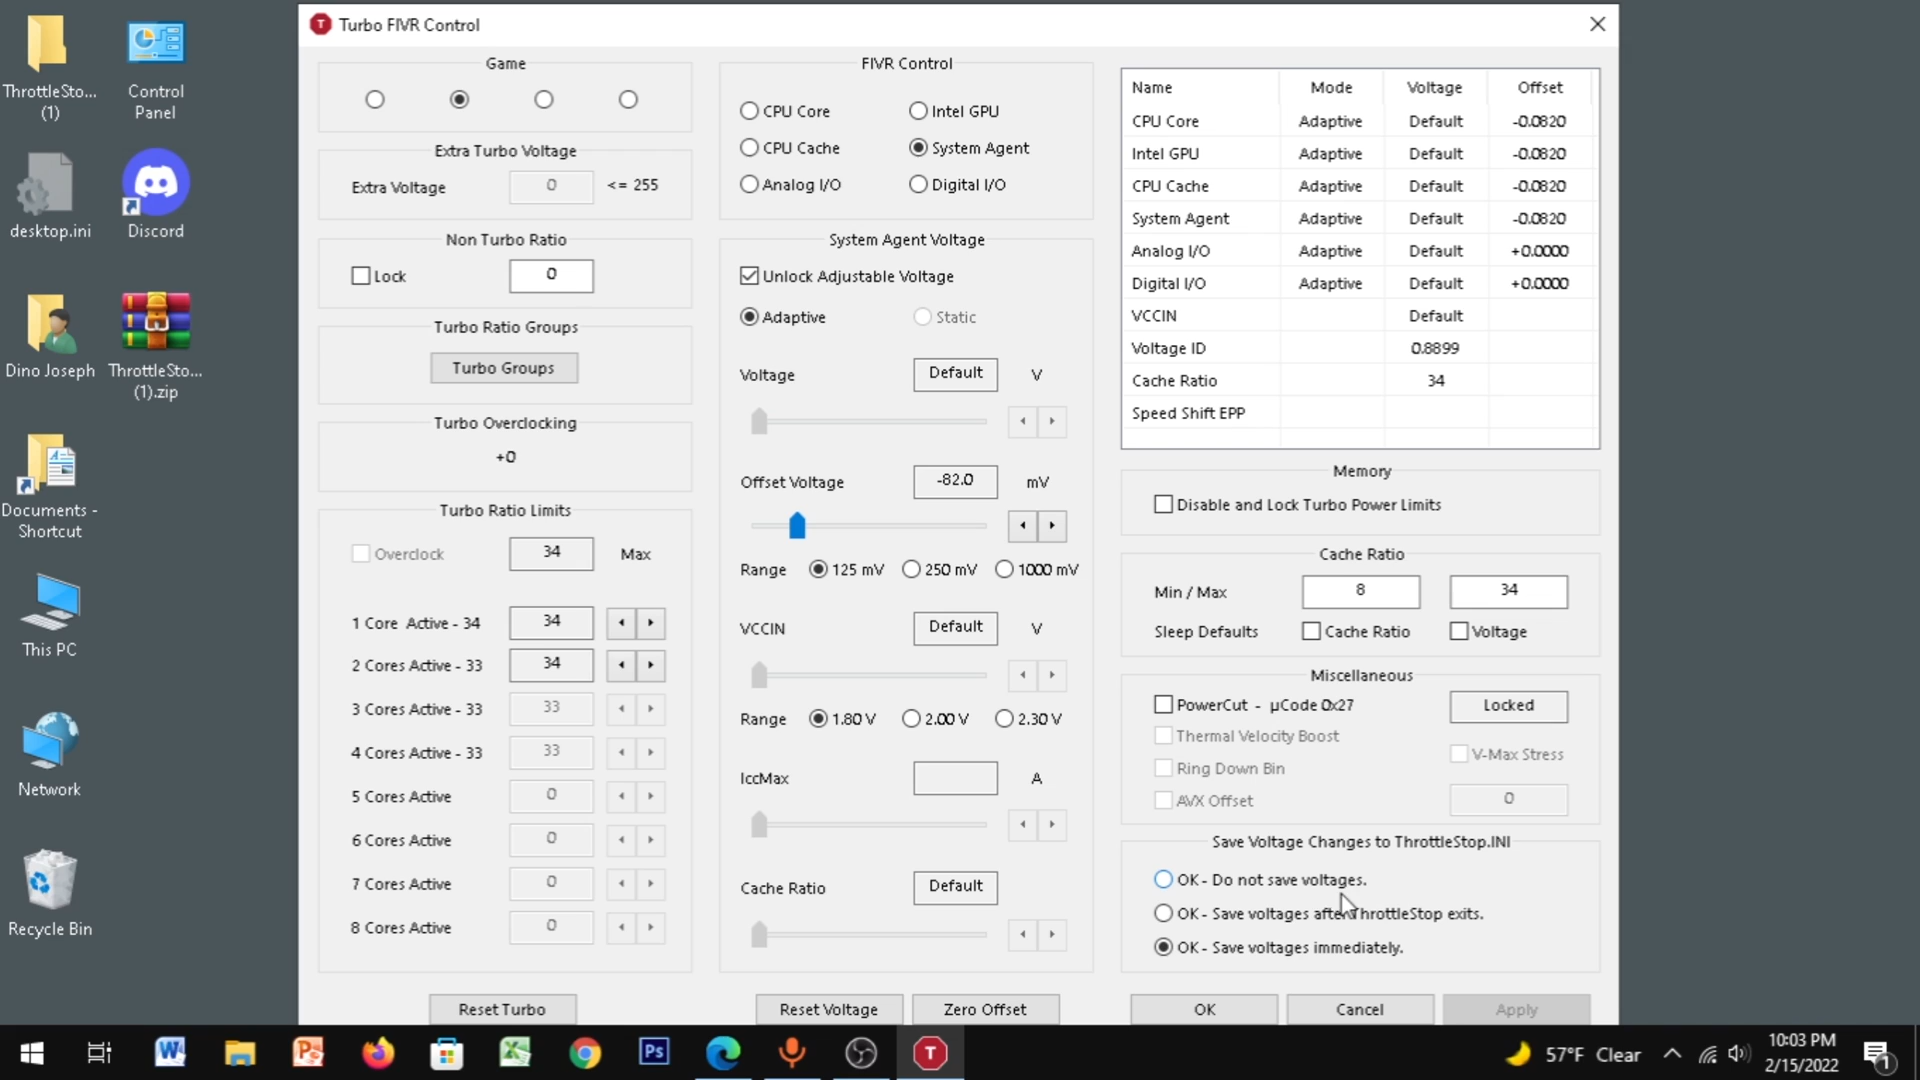 Turbo FIVR Control
ThrottleSto...
(1)
Control
Panel
desktop.ini
Discord
Dino Joseph
ThrottleSto...
(1).zip
Documents -
Shortcut
This PC
Network
Recycle Bin
Game
Extra Turbo Voltage
Extra Voltage 0 <= 255
Non Turbo Ratio
Lock 0
Turbo Ratio Groups
Turbo Groups
Turbo Overclocking
+0
Turbo Ratio Limits
Overclock 34 Max
1 Core Active - 34 34
2 Cores Active - 33 34
3 Cores Active - 33 33
4 Cores Active - 33 33
5 Cores Active 0
6 Cores Active 0
7 Cores Active 0
8 Cores Active 0
Reset Turbo
FIVR Control
CPU Core Intel GPU
CPU Cache System Agent
Analog I/O Digital I/O
System Agent Voltage
Unlock Adjustable Voltage
Adaptive Static
Voltage Default V
Offset Voltage -82.0 mV
Range 125 mV 250 mV 1000 mV
VCCIN Default V
Range 1.80 V 2.00 V 2.30 V
IccMax A
Cache Ratio Default
Reset Voltage Zero Offset
Name Mode Voltage Offset
CPU Core Adaptive Default -0.0820
Intel GPU Adaptive Default -0.0820
CPU Cache Adaptive Default -0.0820
System Agent Adaptive Default -0.0820
Analog I/O Adaptive Default +0.0000
Digital I/O Adaptive Default +0.0000
VCCIN Default
Voltage ID 0.8899
Cache Ratio 34
Speed Shift EPP
Memory
Disable and Lock Turbo Power Limits
Cache Ratio
Min / Max 8 34
Sleep Defaults Cache Ratio Voltage
Miscellaneous
PowerCut - µCode 0x27 Locked
Thermal Velocity Boost
V-Max Stress
Ring Down Bin
AVX Offset 0
Save Voltage Changes to ThrottleStop.INI
OK - Do not save voltages.
OK - Save voltages after ThrottleStop exits.
OK - Save voltages immediately.
OK Cancel Apply
57°F Clear
10:03 PM
2/15/2022
1